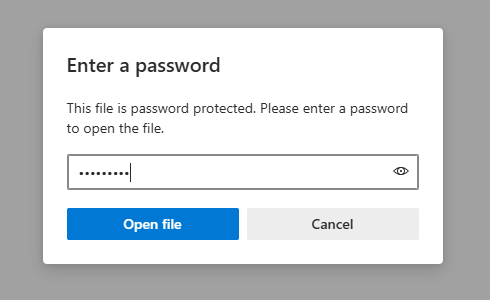 Enter a password
This file is password protected. Please enter a password
to open the file.
•••••••••
Open file
Cancel